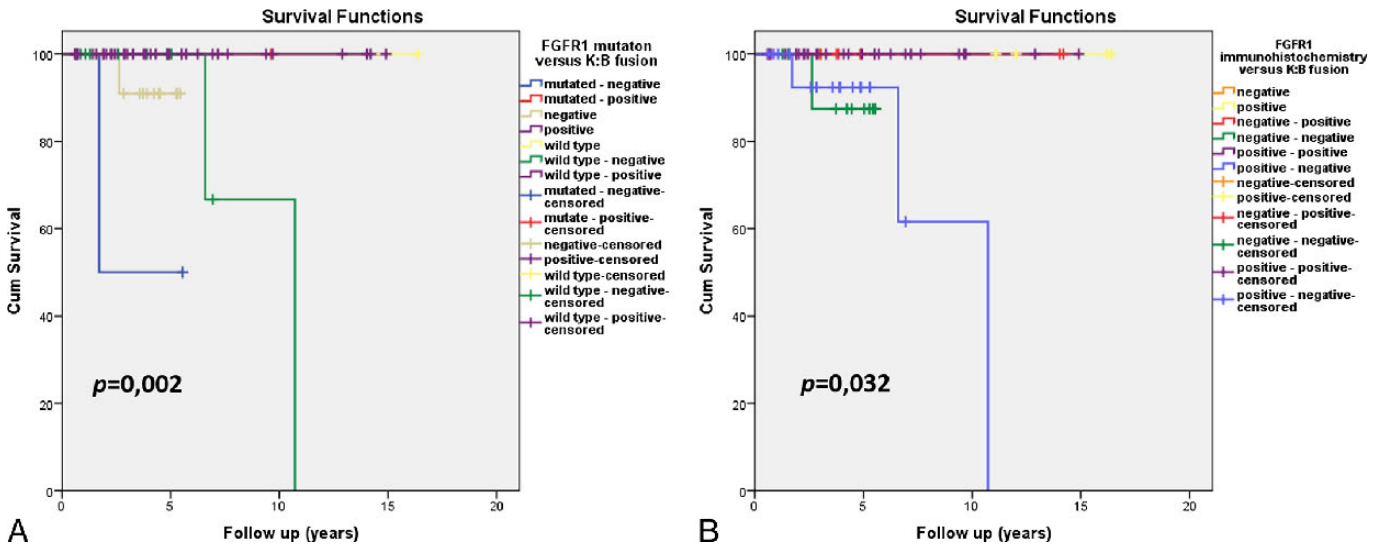 Survival Functions
FGFR1 mutaton
versus K:B fusion
mutated - negative
mutated - positive
negative
positive
wild type
wild type - negative
wild type - positive
mutated - negative-
censored
mutate - positive-
censored
negative-censored
positive-censored
wild type-censored
wild type - negative-
censored
wild type - positive-
censored
100
80
60
40
20
0
Cum Survival
p=0,002
0 5 10 15 20
Follow up (years)
A
Survival Functions
FGFR1
immunohistochemistry
versus K:B fusion
negative
positive
negative - positive
negative - negative
positive - positive
positive - negative
negative-censored
positive-censored
negative - positive-
censored
negative - negative-
censored
positive - positive-
censored
positive - negative-
censored
100
80
60
40
20
0
Cum Survival
p=0,032
0 5 10 15 20
Follow up (years)
B